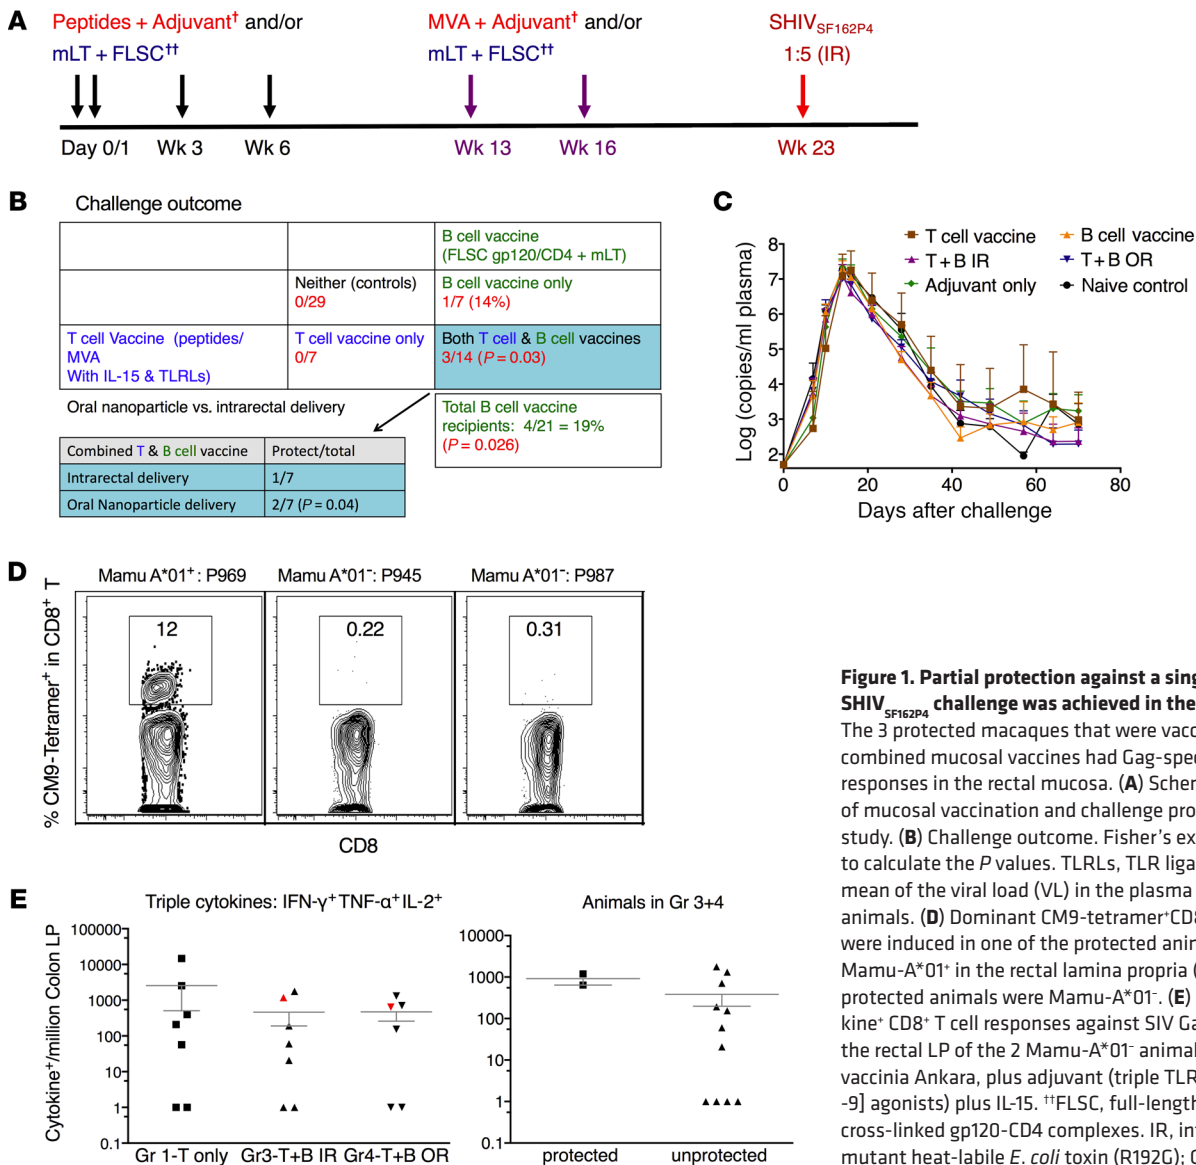 A
Peptides + Adjuvant† and/or
mLT + FLSC††
MVA + Adjuvant† and/or
mLT + FLSC††
SHIVSF162P4
1:5 (IR)
Day 0/1 Wk 3 Wk 6 Wk 13 Wk 16 Wk 23
B
Challenge outcome
B cell vaccine
(FLSC gp120/CD4 + mLT)
Neither (controls)
0/29
B cell vaccine only
1/7 (14%)
T cell Vaccine (peptides/
MVA
With IL-15 & TLRLs)
T cell vaccine only
0/7
Both T cell & B cell vaccines
3/14 (P = 0.03)
Oral nanoparticle vs. intrarectal delivery
Total B cell vaccine
recipients: 4/21 = 19%
(P = 0.026)
Combined T & B cell vaccine Protect/total
Intrarectal delivery 1/7
Oral Nanoparticle delivery 2/7 (P = 0.04)
C
T cell vaccine B cell vaccine
T + B IR T + B OR
Adjuvant only Naive control
Log (copies/ml plasma)
8
7
6
5
4
3
2
0 20 40 60 80
Days after challenge
D
Mamu A*01+: P969 Mamu A*01-: P945 Mamu A*01-: P987
% CM9-Tetramer+ in CD8+ T
12 0.22 0.31
CD8
E
Triple cytokines: IFN-γ+TNF-α+IL-2+
Cytokine+/million Colon LP
100000
10000
1000
100
10
1
0.1
Gr 1-T only Gr3-T+B IR Gr4-T+B OR
Animals in Gr 3+4
10000
1000
100
10
1
0.1
protected unprotected
Figure 1. Partial protection against a sing
SHIVSF162P4 challenge was achieved in the
The 3 protected macaques that were vacc
combined mucosal vaccines had Gag-spec
responses in the rectal mucosa. (A) Schem
of mucosal vaccination and challenge pro
study. (B) Challenge outcome. Fisher's ex
to calculate the P values. TLRLs, TLR liga
mean of the viral load (VL) in the plasma
animals. (D) Dominant CM9-tetramer+CD8
were induced in one of the protected anim
Mamu-A*01+ in the rectal lamina propria (
protected animals were Mamu-A*01-. (E)
kine+ CD8+ T cell responses against SIV Ga
the rectal LP of the 2 Mamu-A*01- animal
vaccinia Ankara, plus adjuvant (triple TLR
-9] agonists) plus IL-15. ††FLSC, full-length
cross-linked gp120-CD4 complexes. IR, int
mutant heat-labile E. coli toxin (R192G); O